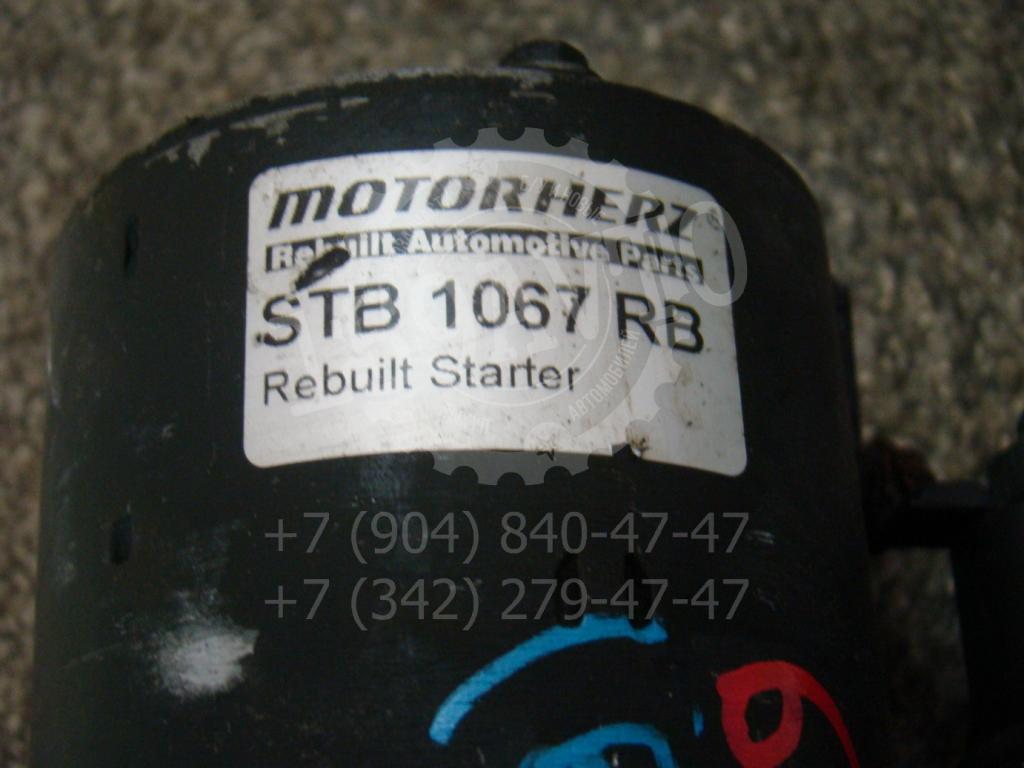 MOTORHERZ
Rebuilt Automotive Parts
STB 1067 RB
Rebuilt Starter
АВТОМОБИЛЕЙ
+7 (904) 840-47-47
+7 (342) 279-47-47